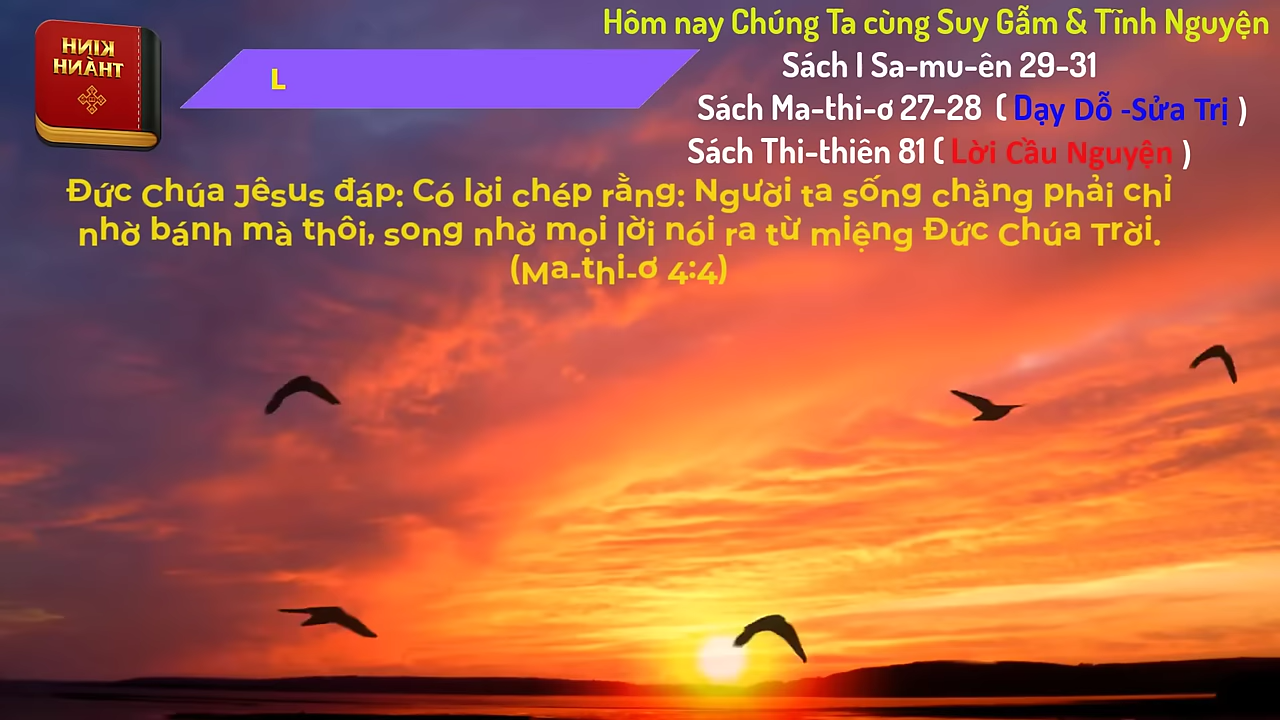 KINH
THÀNH
L
Hôm nay Chúng Ta cùng Suy Gẫm & Tĩnh Nguyện
Sách I Sa-mu-ên 29-31
Sách Ma-thi-ơ 27-28 ( Dạy Dỗ -Sửa Trị )
Sách Thi-thiên 81 ( Lời Cầu Nguyện )
Đức Chúa Jêsus đáp: Có lời chép rằng: Người ta sống chẳng phải chỉ
nhờ bánh mà thôi, song nhờ mọi lời nói ra từ miệng Đức Chúa Trời.
(Ma-thi-ơ 4:4)